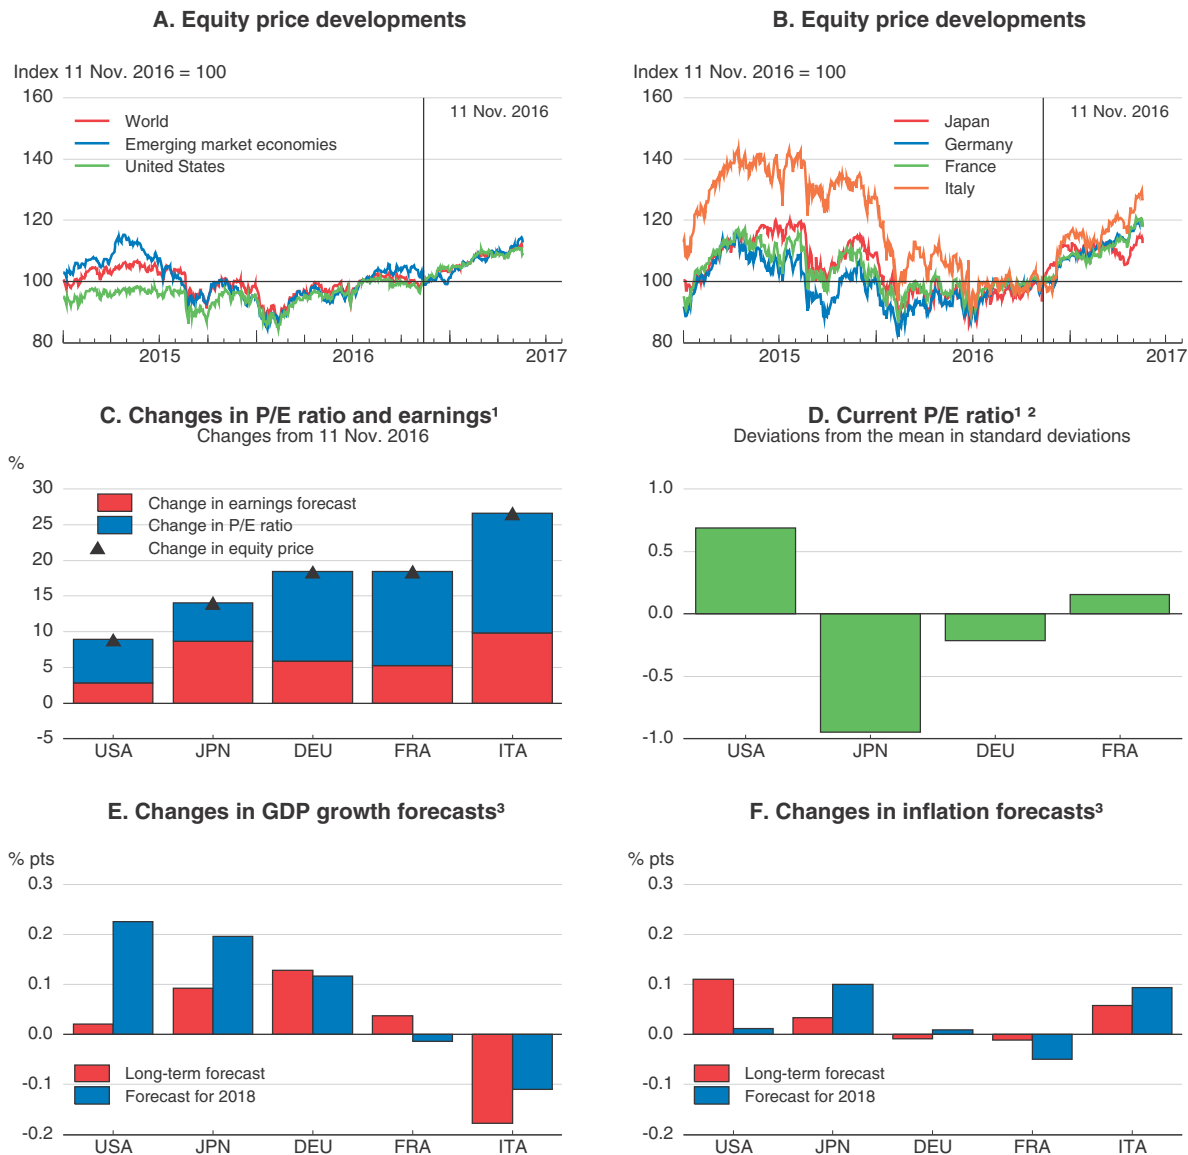 A. Equity price developments
Index 11 Nov. 2016 = 100
160
140
120
100
80
11 Nov. 2016
World
Emerging market economies
United States
2015
2016
2017
B. Equity price developments
Index 11 Nov. 2016 = 100
160
140
120
100
80
11 Nov. 2016
Japan
Germany
France
Italy
2015
2016
2017
C. Changes in P/E ratio and earnings¹
Changes from 11 Nov. 2016
%
30
25
20
15
10
5
0
-5
Change in earnings forecast
Change in P/E ratio
Change in equity price
USA
JPN
DEU
FRA
ITA
D. Current P/E ratio¹ ²
Deviations from the mean in standard deviations
1.0
0.5
0.0
-0.5
-1.0
USA
JPN
DEU
FRA
E. Changes in GDP growth forecasts³
% pts
0.3
0.2
0.1
0.0
-0.1
-0.2
Long-term forecast
Forecast for 2018
USA
JPN
DEU
FRA
ITA
F. Changes in inflation forecasts³
% pts
0.3
0.2
0.1
0.0
-0.1
-0.2
Long-term forecast
Forecast for 2018
USA
JPN
DEU
FRA
ITA